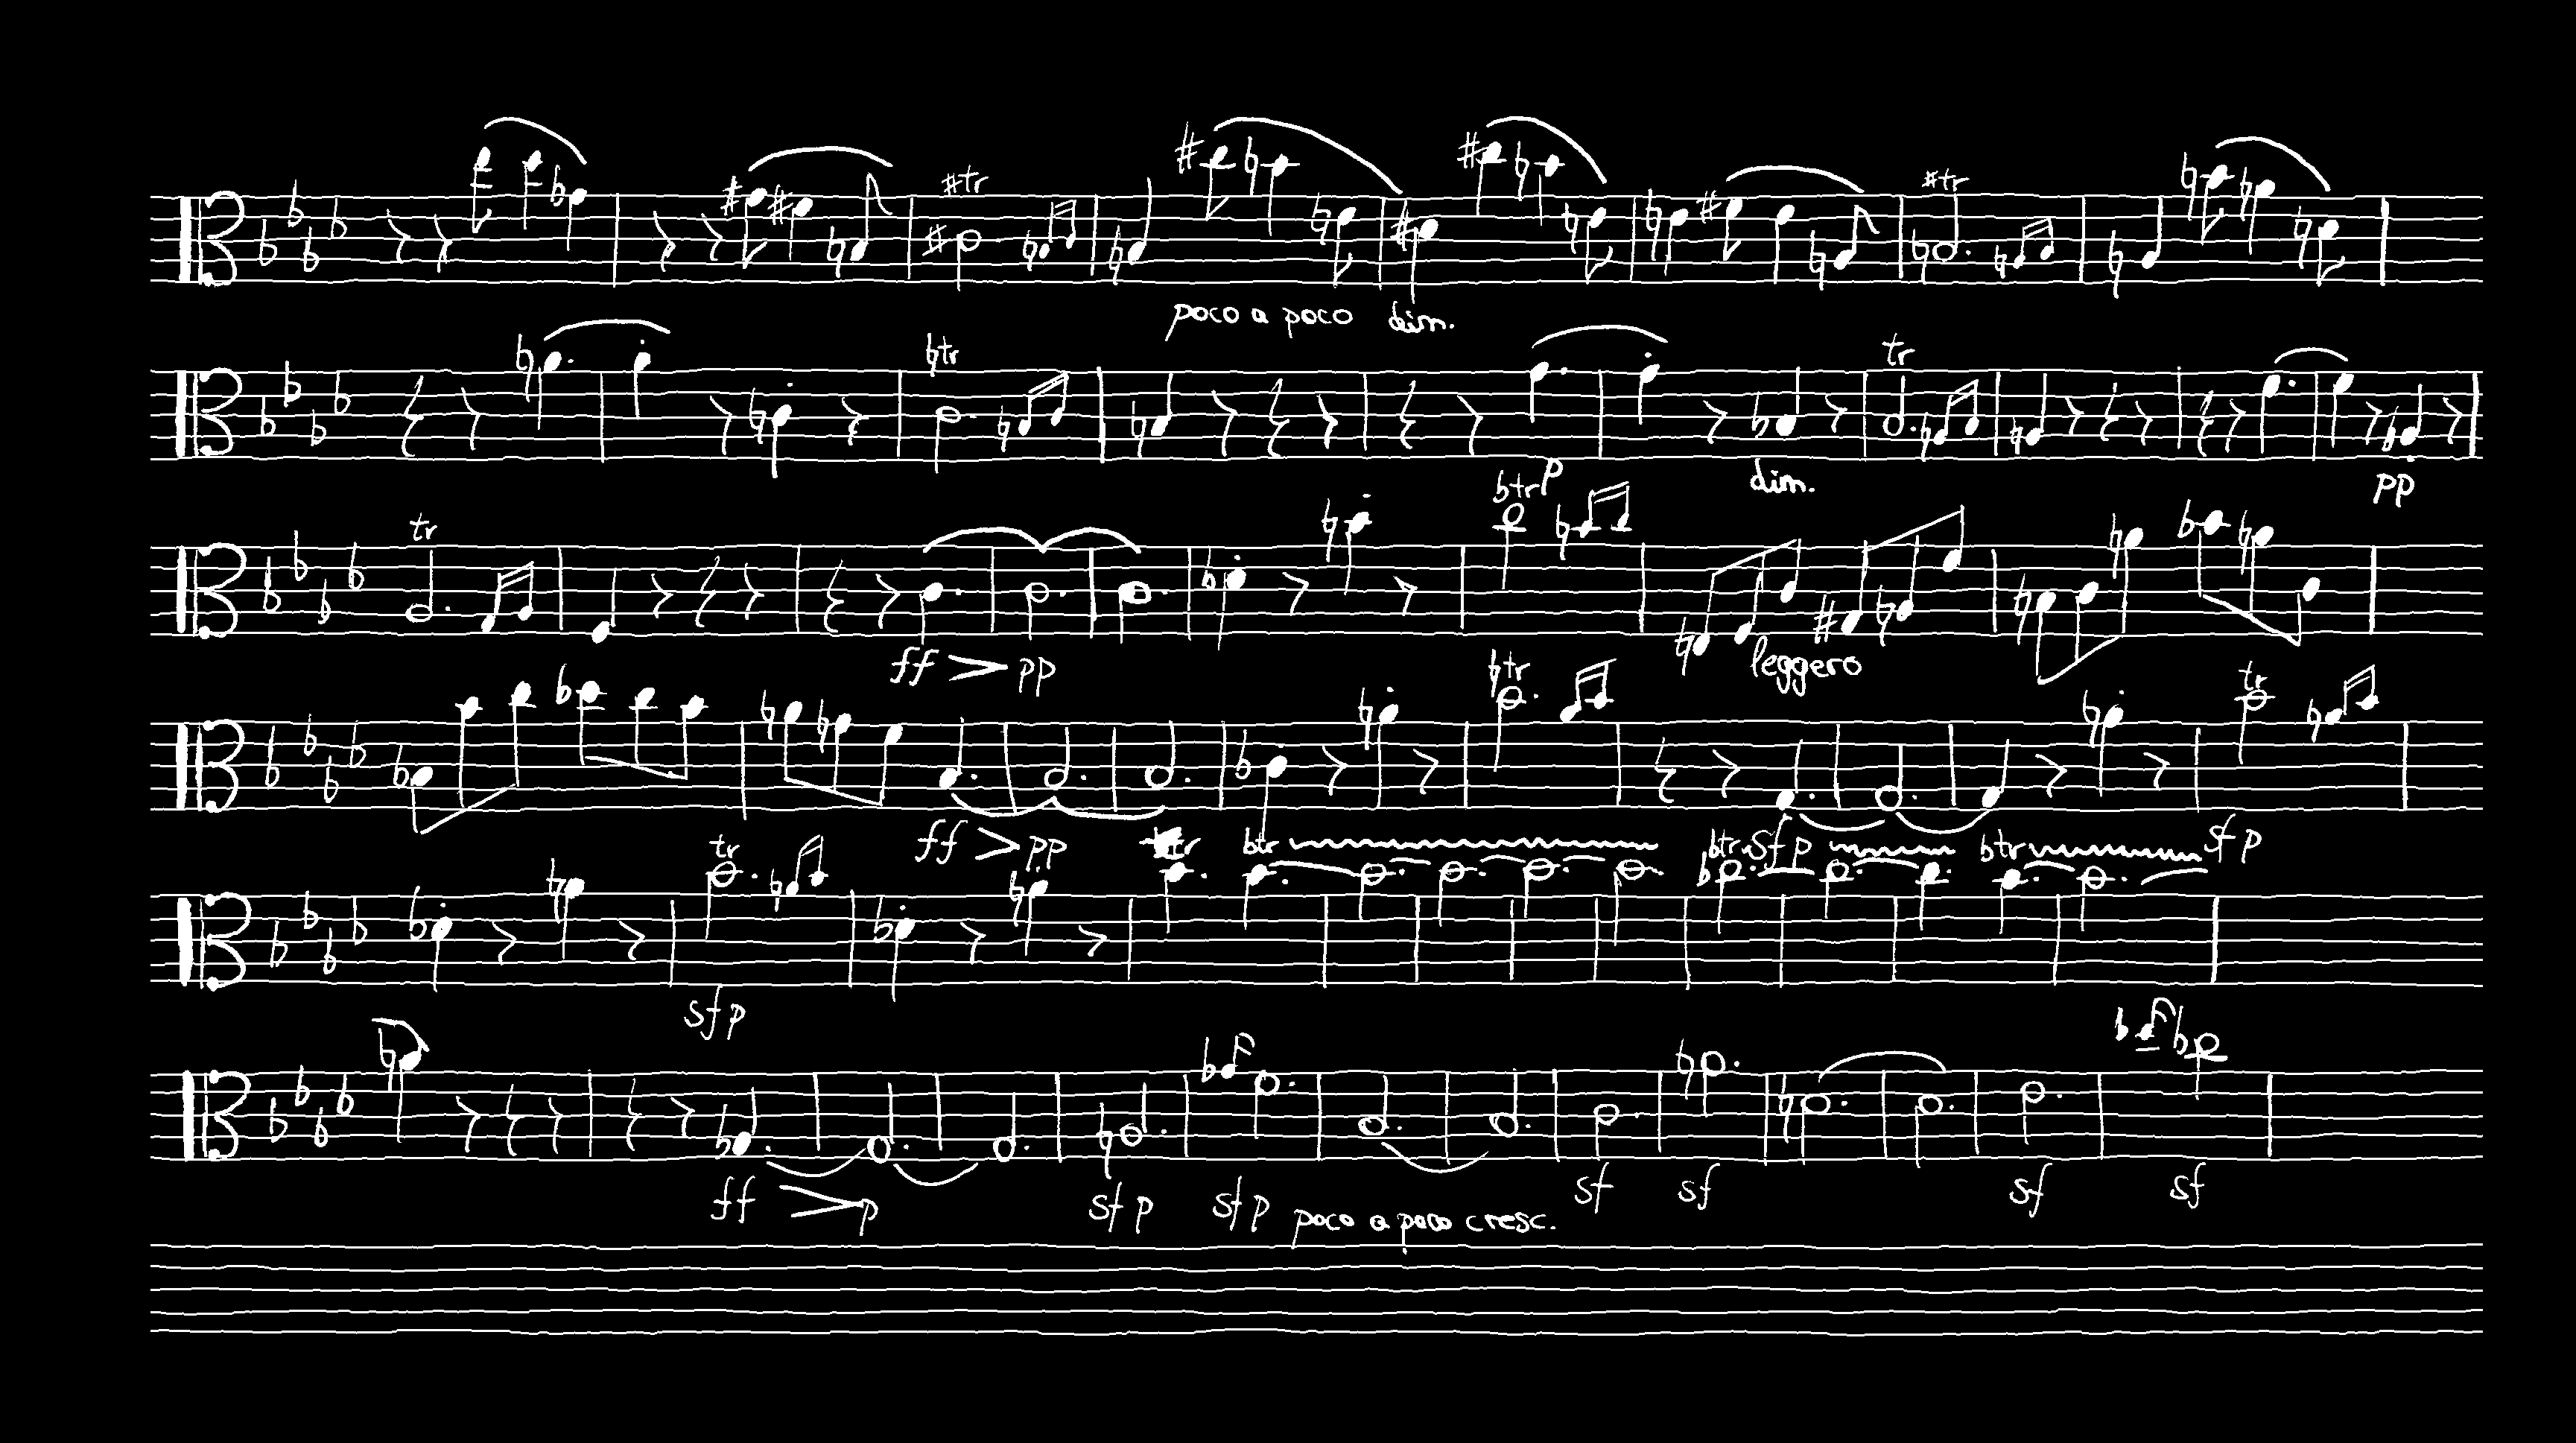 #tr #tr
poco a poco dim.
♮tr tr
p dim. pp
tr ♭tr
ff pp leggero
♮tr tr
ff pp sfp sfp
tr tr ♭tr ♭tr ♭tr
sfp
ff p sfp sfp poco a poco cresc. sf sf sf sf